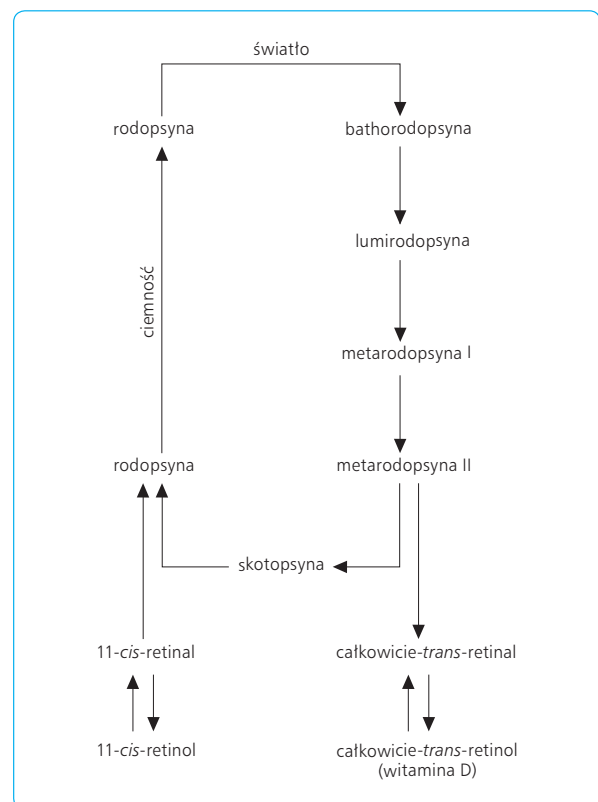 światło
rodopsyna
bathorodopsyna
lumirodopsyna
ciemność
metarodopsyna I
rodopsyna
metarodopsyna II
skotopsyna
11-cis-retinal
całkowicie-trans-retinal
11-cis-retinol
całkowicie-trans-retinol
(witamina D)